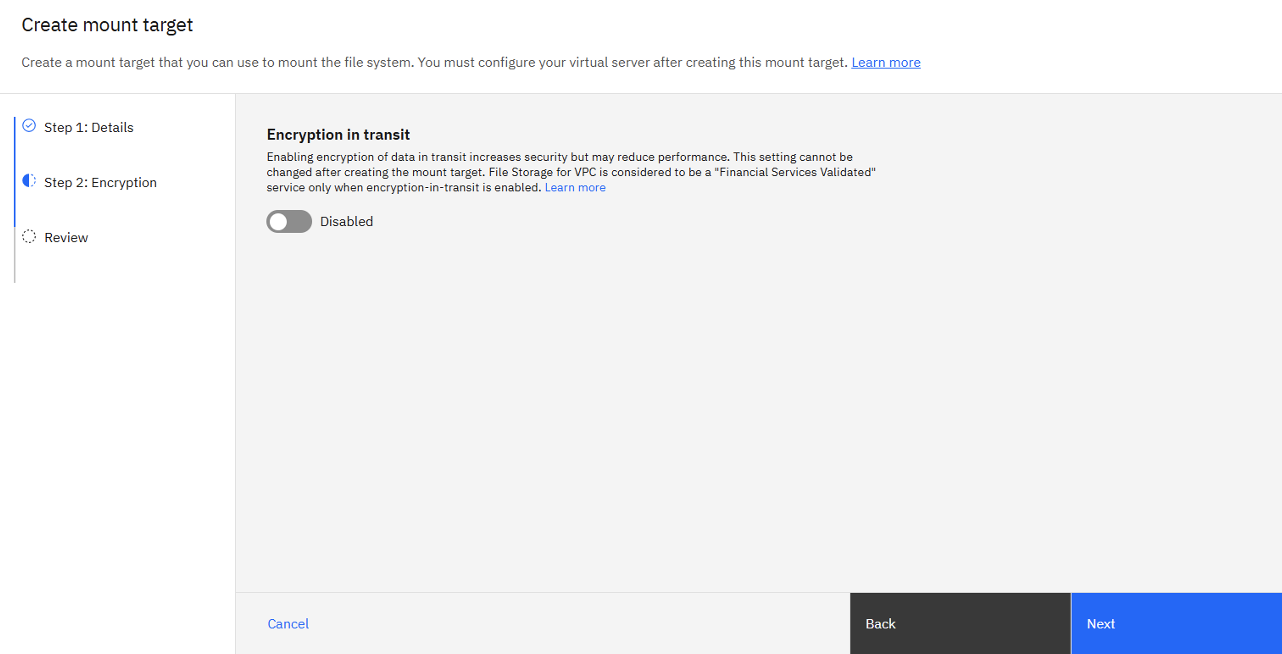 Create mount target
Create a mount target that you can use to mount the file system. You must configure your virtual server after creating this mount target. Learn more
Step 1: Details
Step 2: Encryption
Review
Encryption in transit
Enabling encryption of data in transit increases security but may reduce performance. This setting cannot be
changed after creating the mount target. File Storage for VPC is considered to be a "Financial Services Validated"
service only when encryption-in-transit is enabled. Learn more
Disabled
Cancel
Back
Next